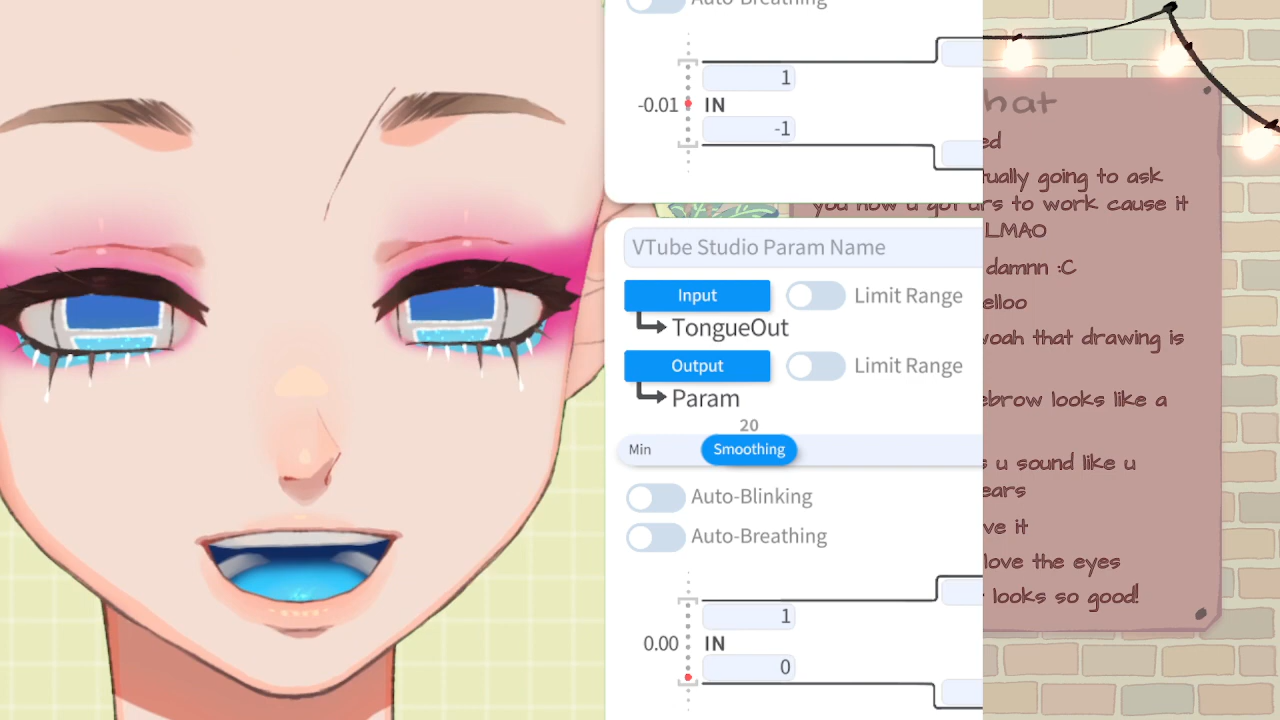 Auto-Breathing
1
-0.01 IN
-1
VTube Studio Param Name
Input Limit Range
TongueOut
Output Limit Range
Param
20
Min Smoothing
Auto-Blinking
Auto-Breathing
1
0.00 IN
0
hat
ed
ually going to ask
you how u got urs to work cause it
LMAO
damnn :C
elloo
woah that drawing is
ebrow looks like a
s u sound like u
ears
ve it
love the eyes
looks so good!